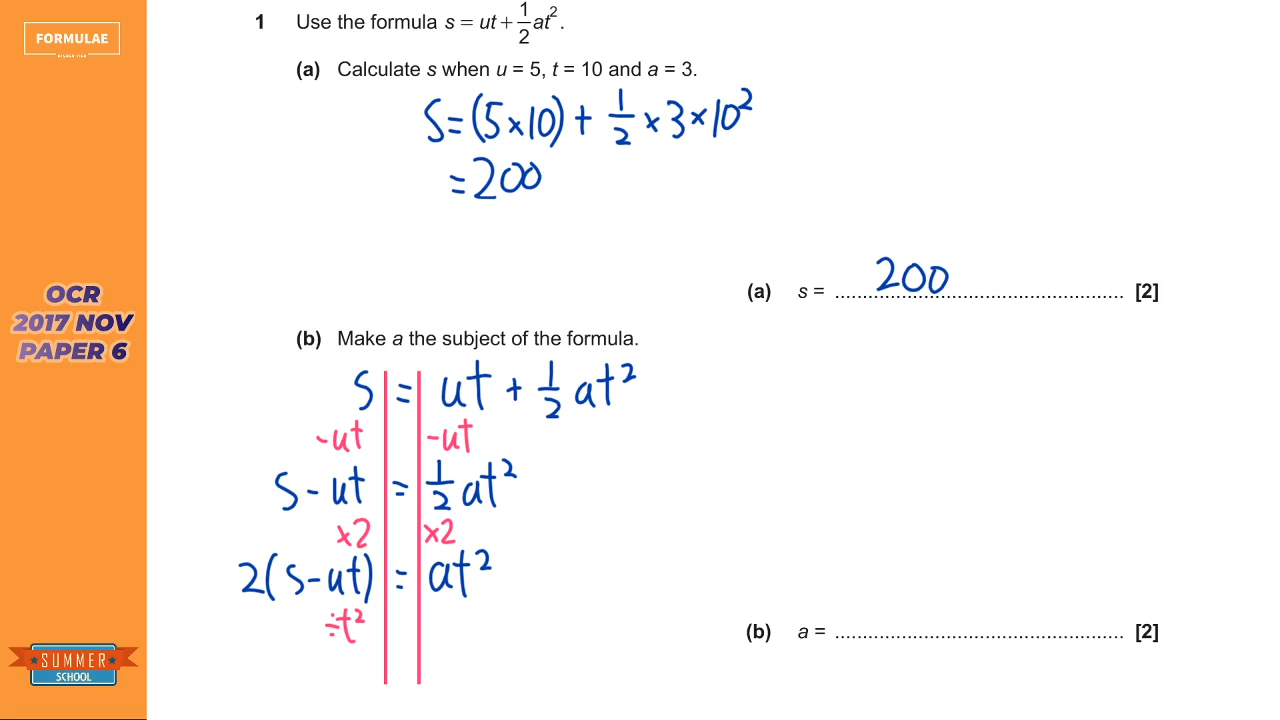 FORMULAE
HIGHER TIER
OCR
2017 NOV
PAPER 6
SUMMER
SCHOOL
1 Use the formula s = ut + 1/2 at².
(a) Calculate s when u = 5, t = 10 and a = 3.
S = (5×10) + 1/2 × 3 × 10²
= 200
(a) s = 200 [2]
(b) Make a the subject of the formula.
s = ut + 1/2 at²
-ut -ut
s - ut = 1/2 at²
×2 ×2
2(s - ut) = at²
÷t²
(b) a = ........................................ [2]